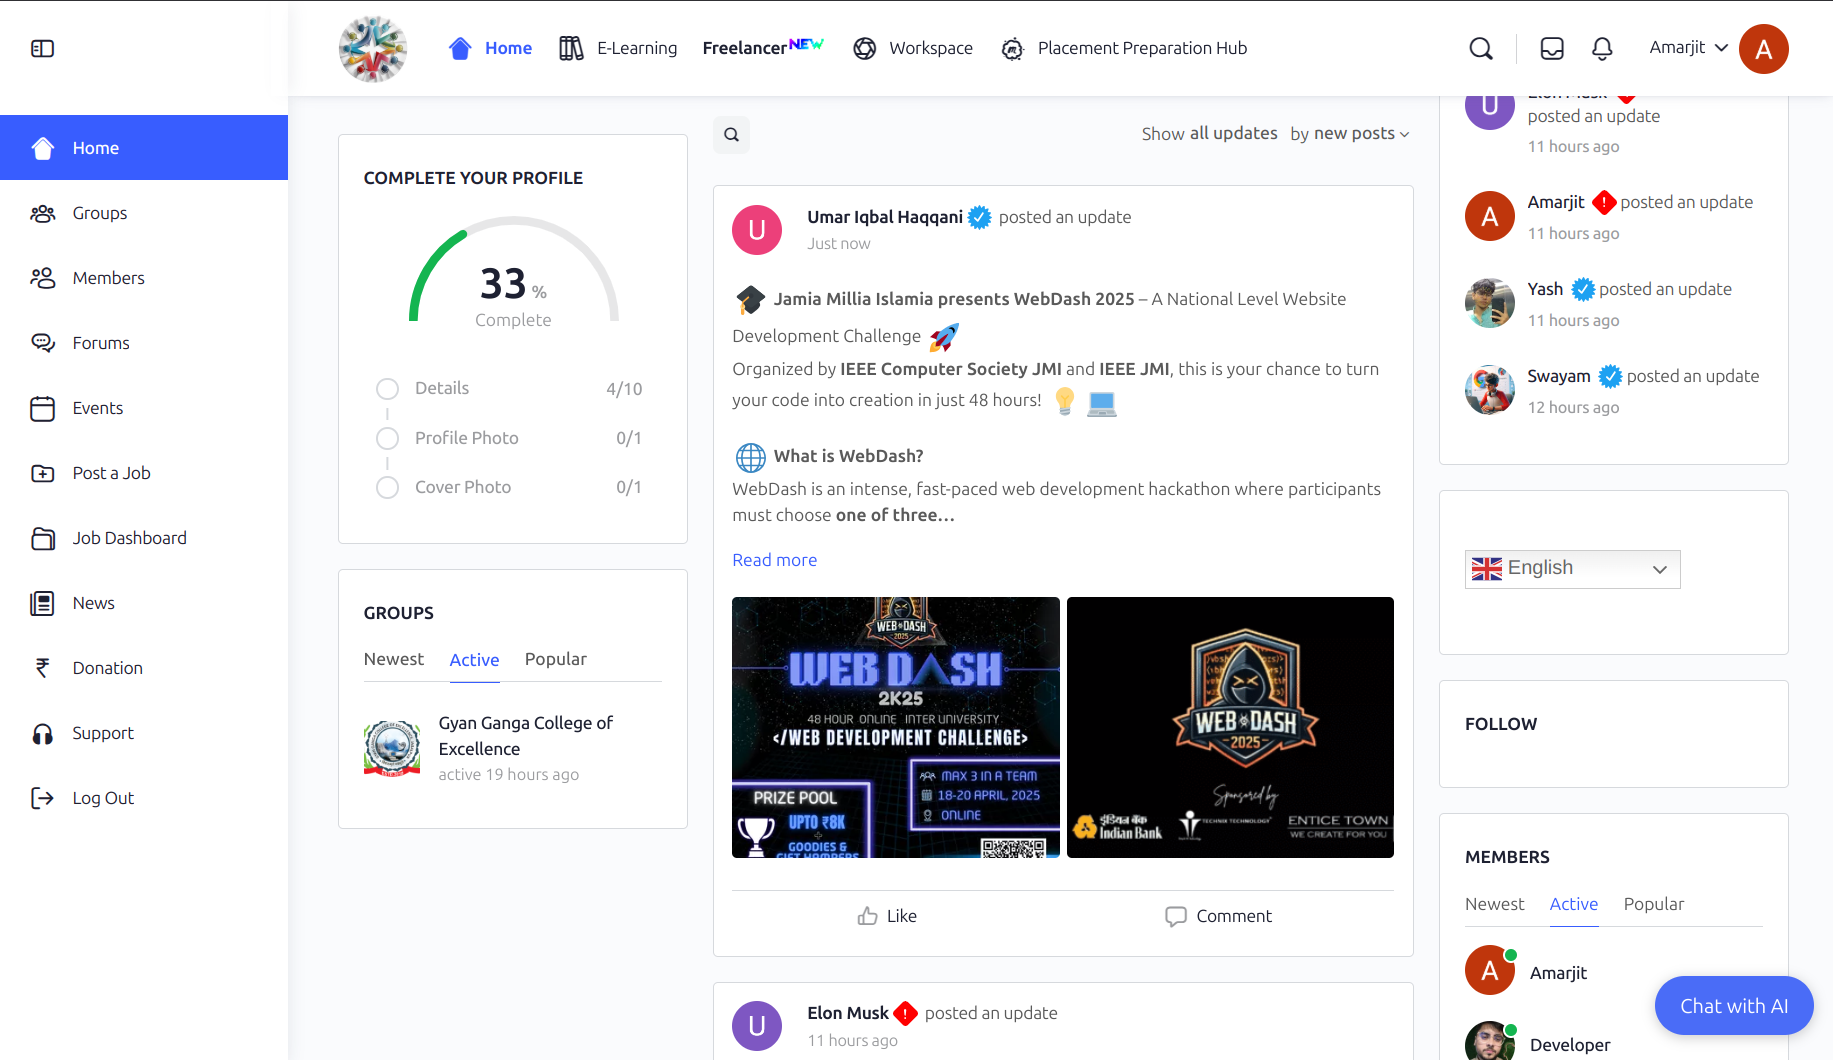 Home
E-Learning
Freelancer NEW
Workspace
Placement Preparation Hub
Amarjit
A
Home
Groups
Members
Forums
Events
Post a Job
Job Dashboard
News
Donation
Support
Log Out
COMPLETE YOUR PROFILE
33 %
Complete
Details 4/10
Profile Photo 0/1
Cover Photo 0/1
GROUPS
Newest Active Popular
Gyan Ganga College of
Excellence
active 19 hours ago
Show all updates by new posts
U
Umar Iqbal Haqqani posted an update
Just now
Jamia Millia Islamia presents WebDash 2025 – A National Level Website
Development Challenge
Organized by IEEE Computer Society JMI and IEEE JMI, this is your chance to turn
your code into creation in just 48 hours!
What is WebDash?
WebDash is an intense, fast-paced web development hackathon where participants
must choose one of three...
Read more
WEB DASH
2025
WEB DASH
2K25
48 HOUR ONLINE INTER UNIVERSITY
</WEB DEVELOPMENT CHALLENGE>
MAX 3 IN A TEAM
18-20 APRIL, 2025
ONLINE
PRIZE POOL
UPTO ₹8K
GOODIES &
GIFT HAMPERS
WEB DASH
2025
Sponsored by
इंडियन बैंक
Indian Bank
TECHNIX TECHNOLOGY
ENTICE TOWN
WE CREATE FOR YOU
Like
Comment
U
Elon Musk posted an update
11 hours ago
U
Elon Musk
posted an update
11 hours ago
A
Amarjit posted an update
11 hours ago
Yash posted an update
11 hours ago
Swayam posted an update
12 hours ago
English
FOLLOW
MEMBERS
Newest Active Popular
A
Amarjit
Developer
Chat with AI